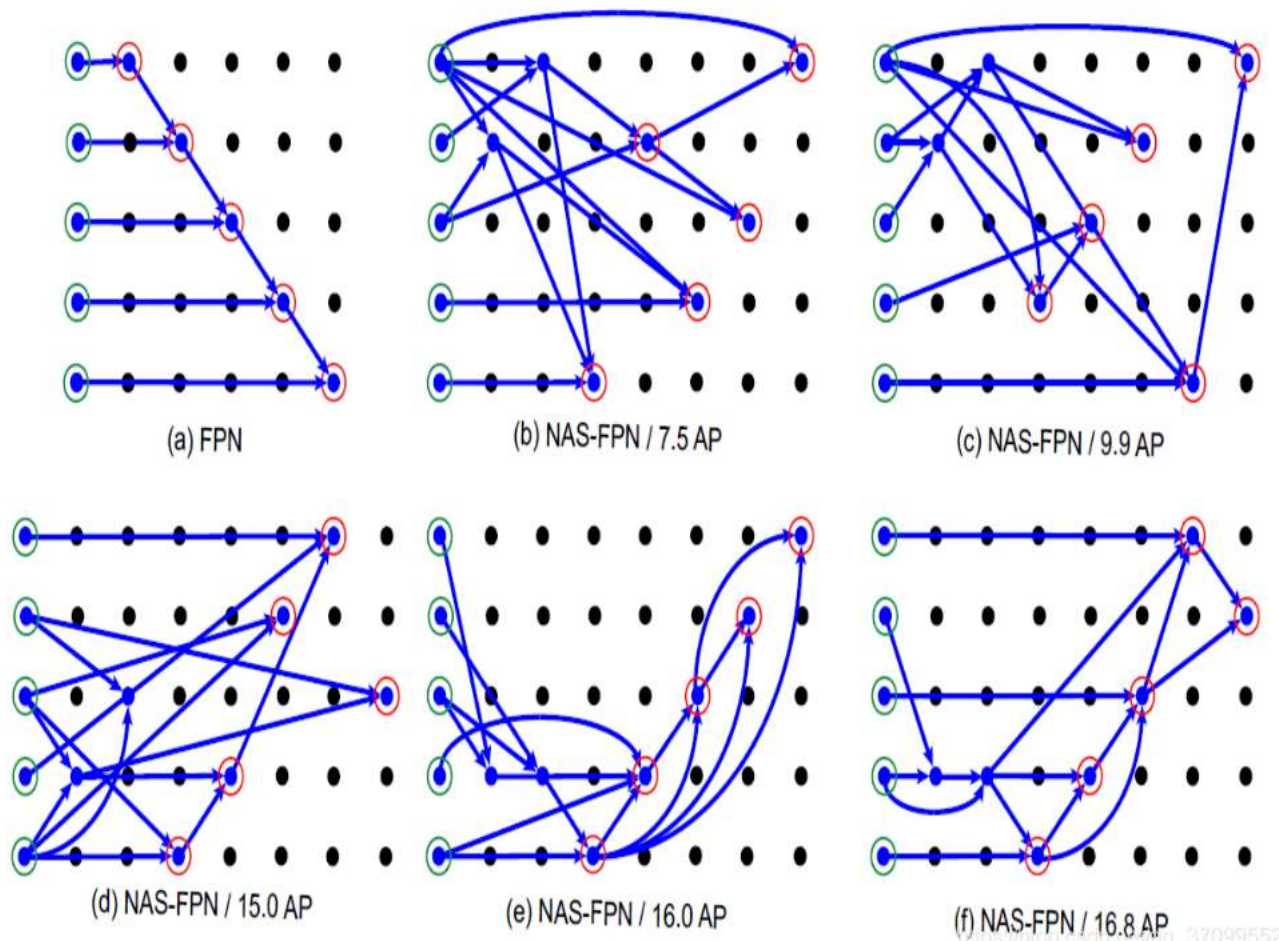 (a) FPN
(b) NAS-FPN / 7.5 AP
(c) NAS-FPN / 9.9 AP
(d) NAS-FPN / 15.0 AP
(e) NAS-FPN / 16.0 AP
(f) NAS-FPN / 16.8 AP